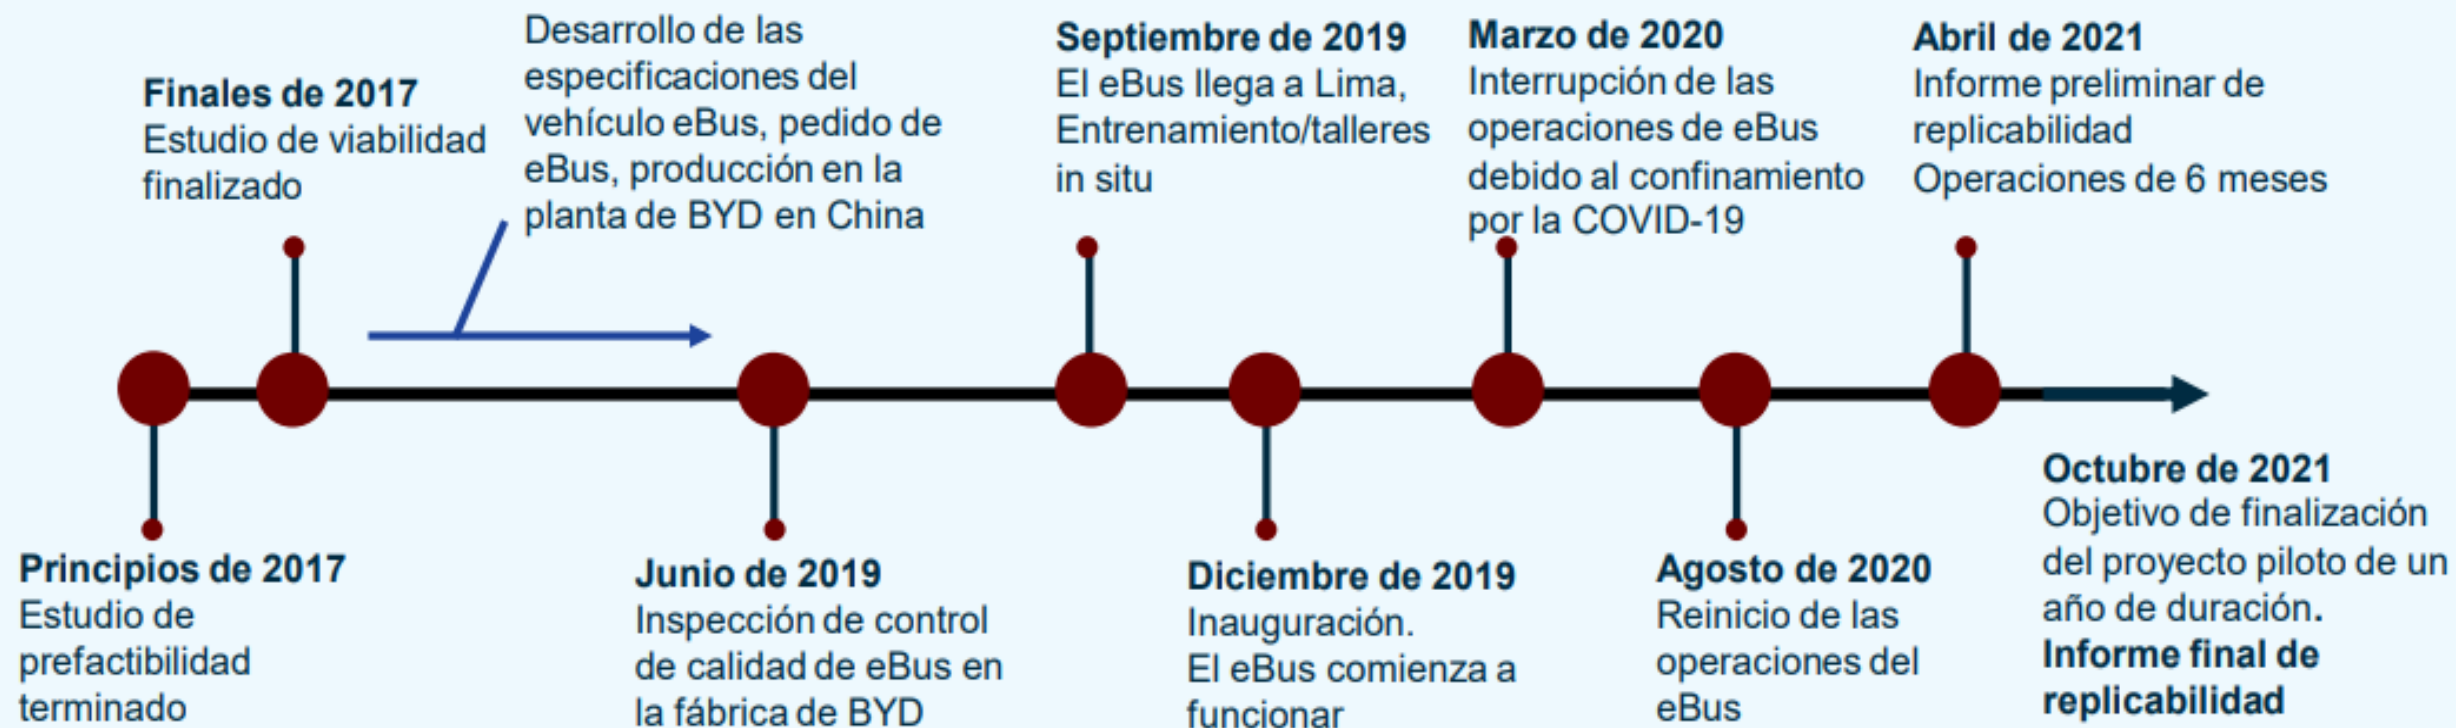 Finales de 2017
Estudio de viabilidad
finalizado
Desarrollo de las
especificaciones del
vehículo eBus, pedido de
eBus, producción en la
planta de BYD en China
Septiembre de 2019
El eBus llega a Lima,
Entrenamiento/talleres
in situ
Marzo de 2020
Interrupción de las
operaciones de eBus
debido al confinamiento
por la COVID-19
Abril de 2021
Informe preliminar de
replicabilidad
Operaciones de 6 meses
Principios de 2017
Estudio de
prefactibilidad
terminado
Junio de 2019
Inspección de control
de calidad de eBus en
la fábrica de BYD
Diciembre de 2019
Inauguración.
El eBus comienza a
funcionar
Agosto de 2020
Reinicio de las
operaciones del
eBus
Octubre de 2021
Objetivo de finalización
del proyecto piloto de un
año de duración.
Informe final de
replicabilidad